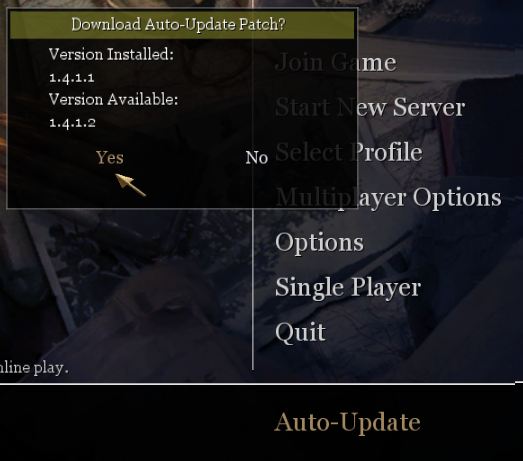 Download Auto-Update Patch?
Version Installed:
1.4.1.1
Version Available:
1.4.1.2
Yes
No
Join Game
Start New Server
Select Profile
Multiplayer Options
Options
Single Player
Quit
nline play.
Auto-Update